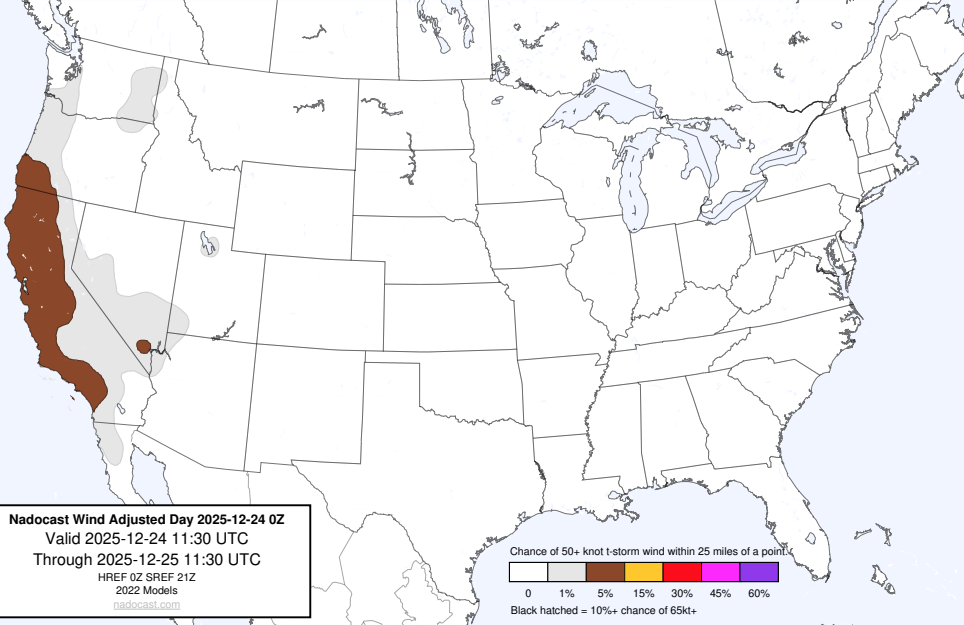 Nadocast Wind Adjusted Day 2025-12-24 0Z
Valid 2025-12-24 11:30 UTC
Through 2025-12-25 11:30 UTC
HREF 0Z SREF 21Z
2022 Models
nadocast.com
Chance of 50+ knot t-storm wind within 25 miles of a point.
0 1% 5% 15% 30% 45% 60%
Black hatched = 10%+ chance of 65kt+